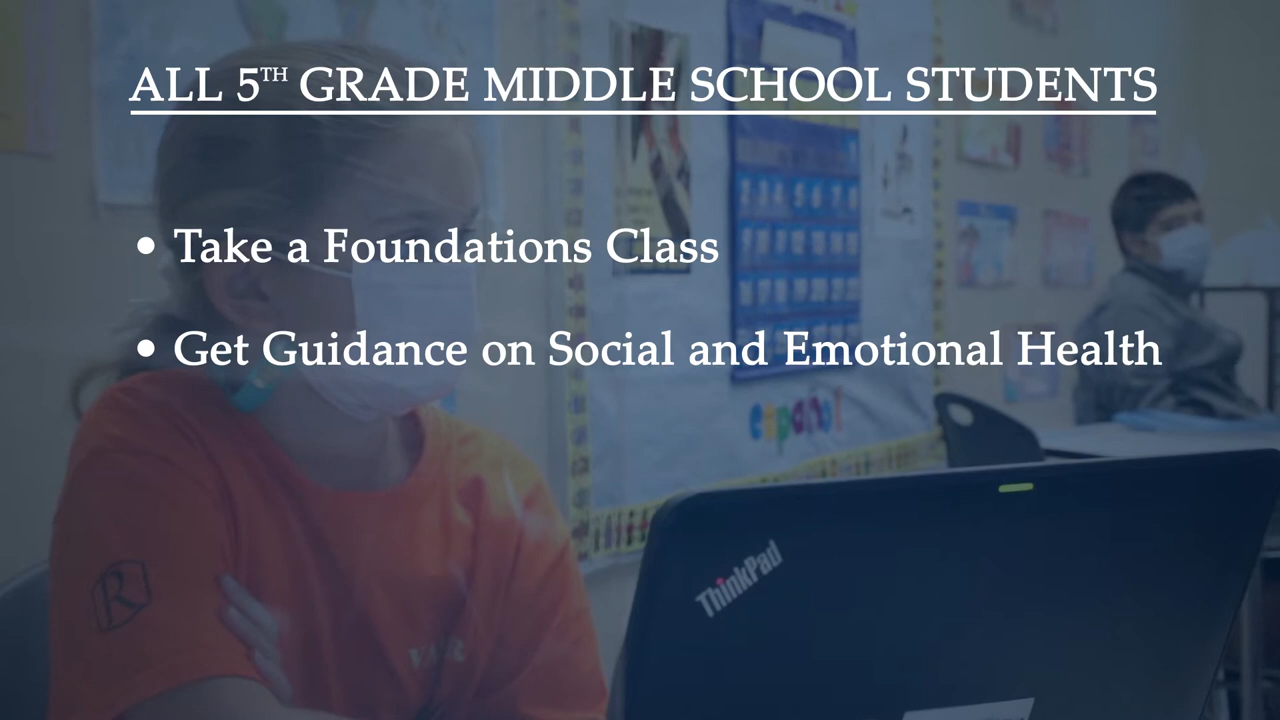 ALL 5TH GRADE MIDDLE SCHOOL STUDENTS
• Take a Foundations Class
• Get Guidance on Social and Emotional Health
español
ThinkPad
R